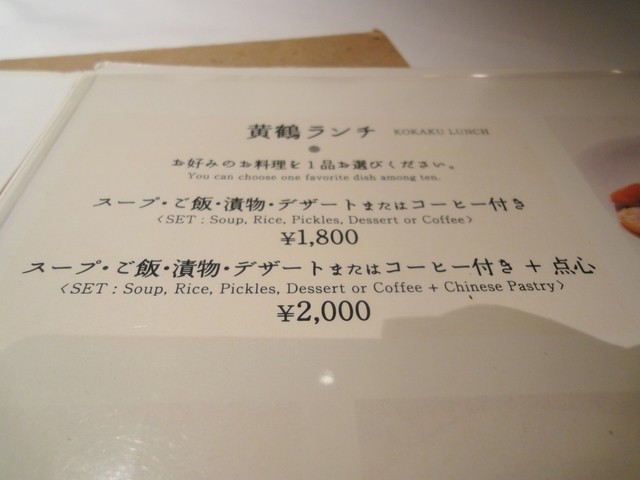 黄鶴ランチ KORAKU LUNCH
お好みのお料理を1品お選びください。
You can choose one favorite dish among ten.
スープ・ご飯・漬物・デザートまたはコーヒー付き
〈SET : Soup, Rice, Pickles, Dessert or Coffee〉
¥1,800
スープ・ご飯・漬物・デザートまたはコーヒー付き + 点心
〈SET : Soup, Rice, Pickles, Dessert or Coffee + Chinese Pastry〉
¥2,000